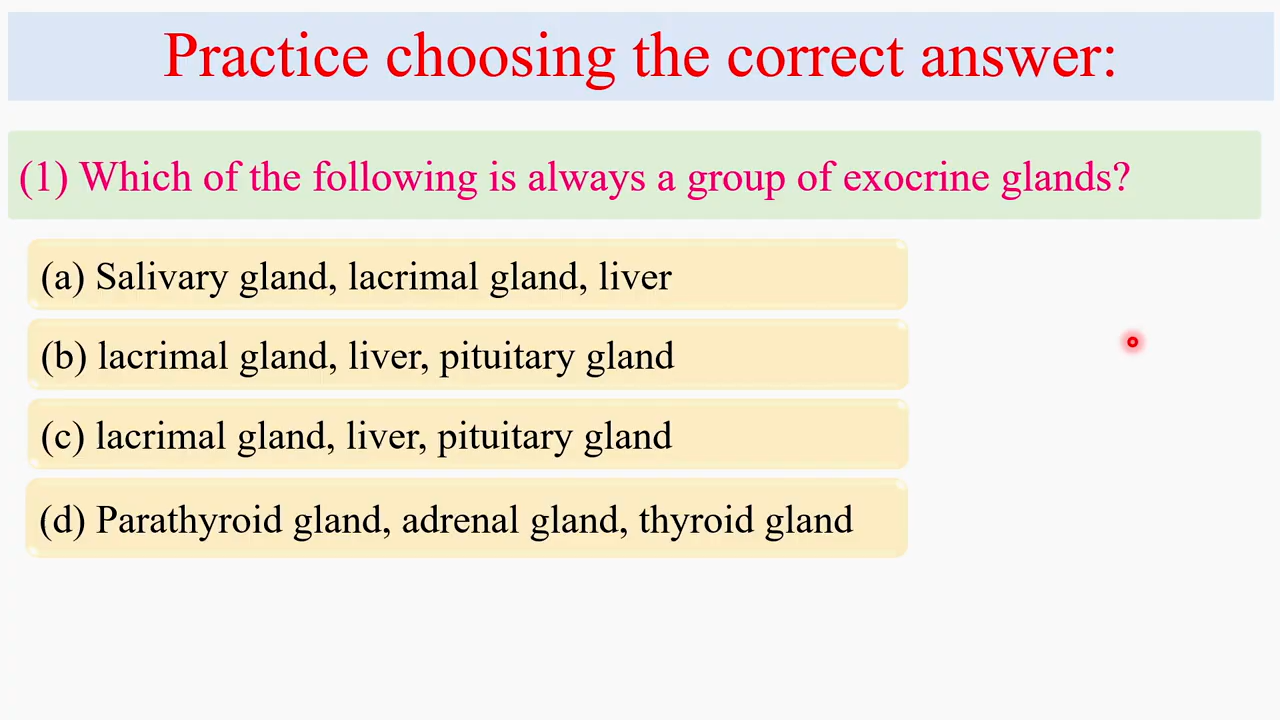 Practice choosing the correct answer:
(1) Which of the following is always a group of exocrine glands?
(a) Salivary gland, lacrimal gland, liver
(b) lacrimal gland, liver, pituitary gland
(c) lacrimal gland, liver, pituitary gland
(d) Parathyroid gland, adrenal gland, thyroid gland